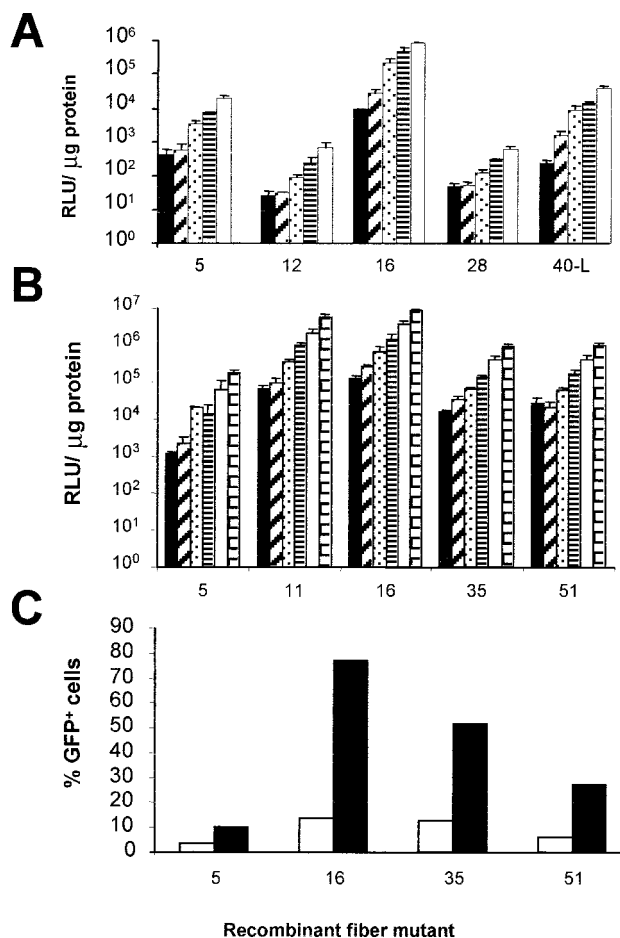 A
RLU/ µg protein
10⁶
10⁵
10⁴
10³
10²
10¹
10⁰
5 12 16 28 40-L
B
RLU/ µg protein
10⁷
10⁶
10⁵
10⁴
10³
10²
10¹
10⁰
5 11 16 35 51
C
% GFP⁺ cells
90
80
70
60
50
40
30
20
10
0
5 16 35 51
Recombinant fiber mutant